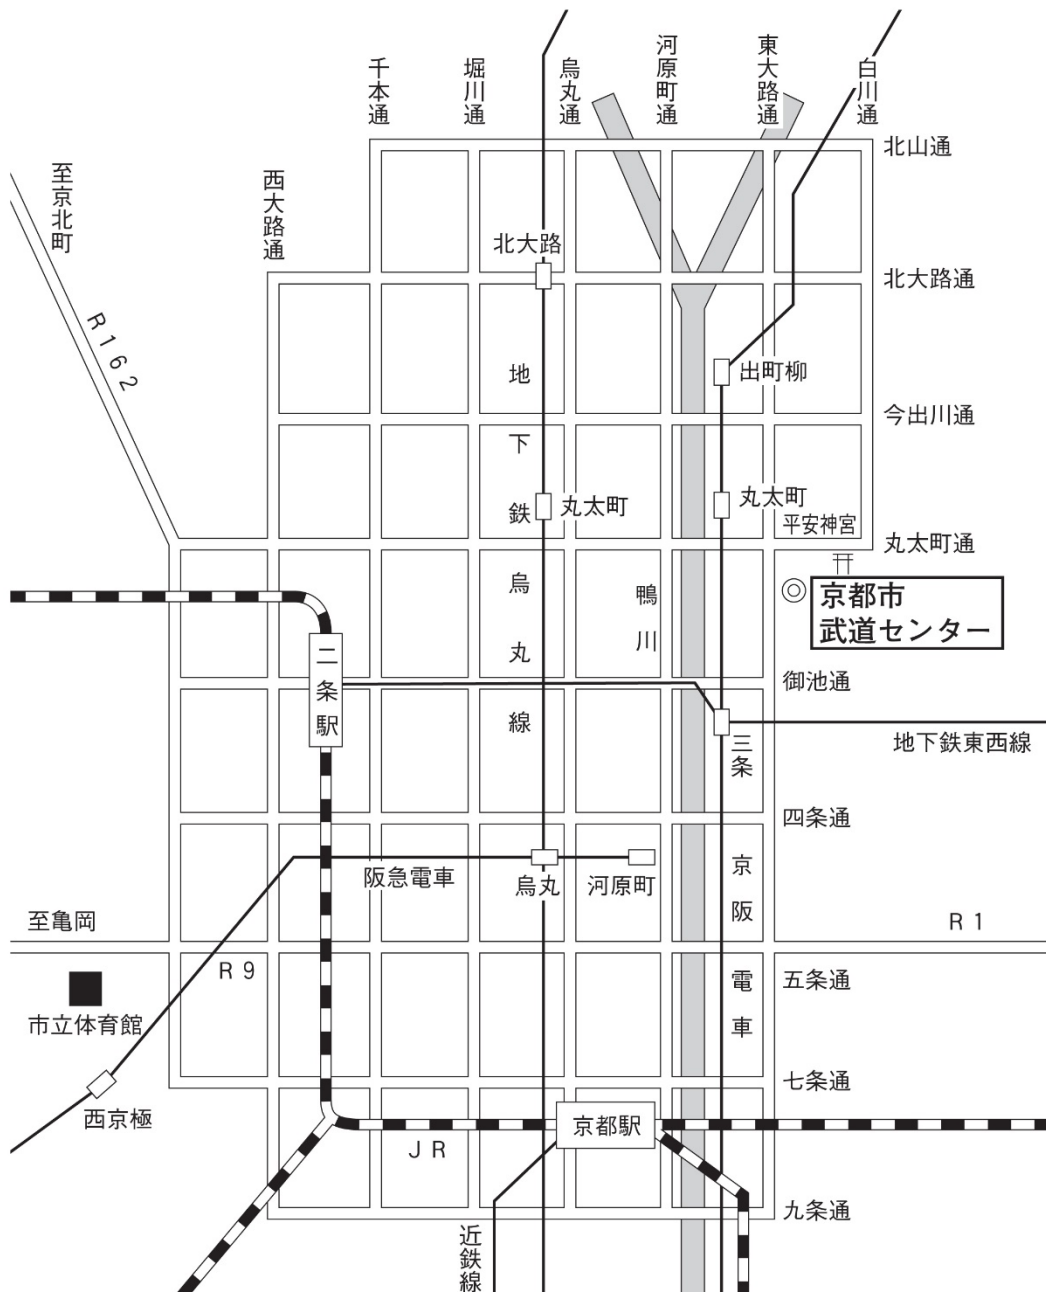 千本通
堀川通
烏丸通
河原町通
東大路通
白川通
北山通
至京北町
西大路通
北大路
北大路通
R162
出町柳
今出川通
地下鉄烏丸線
丸太町
丸太町
平安神宮
丸太町通
鴨川
京都市
武道センター
二条駅
御池通
三条
地下鉄東西線
四条通
阪急電車
烏丸
河原町
京阪電車
至亀岡
R1
R9
五条通
市立体育館
七条通
西京極
京都駅
JR
九条通
近鉄線